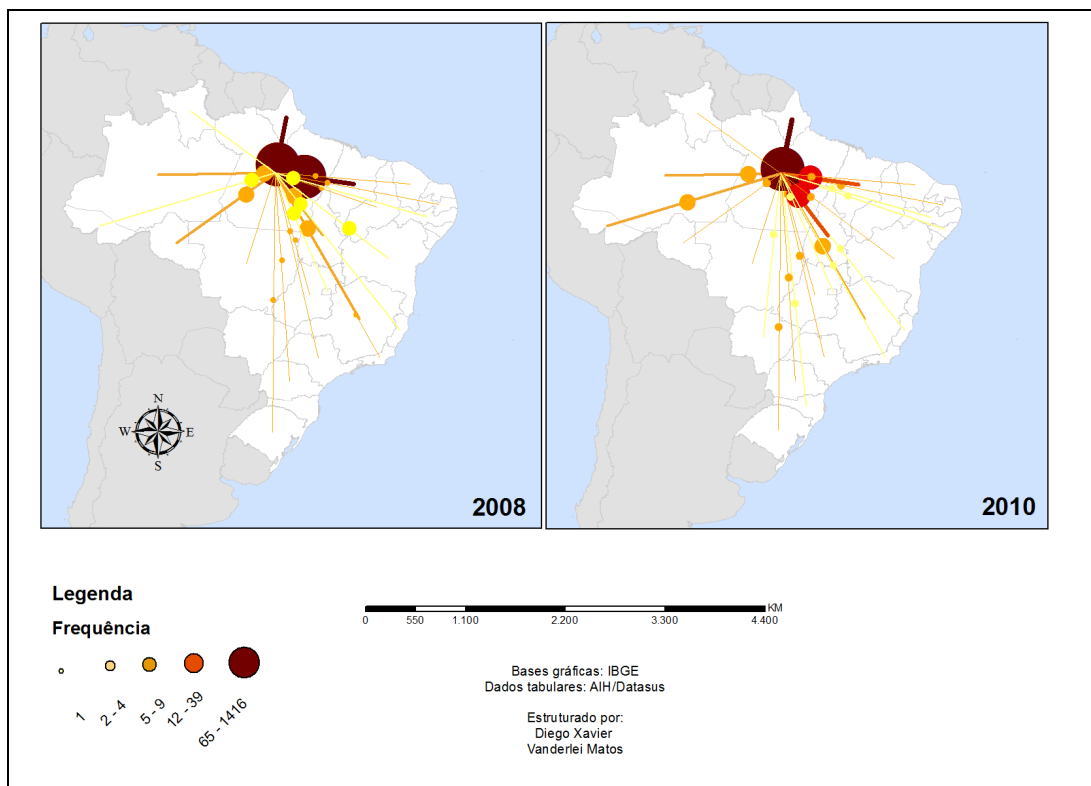 2008
2010
N
W
E
S
Legenda
Frequência
1
2 - 4
5 - 9
12 - 39
65 - 1416
KM
0 550 1.100 2.200 3.300 4.400
Bases gráficas: IBGE
Dados tabulares: AIH/Datasus
Estruturado por:
Diego Xavier
Vanderlei Matos